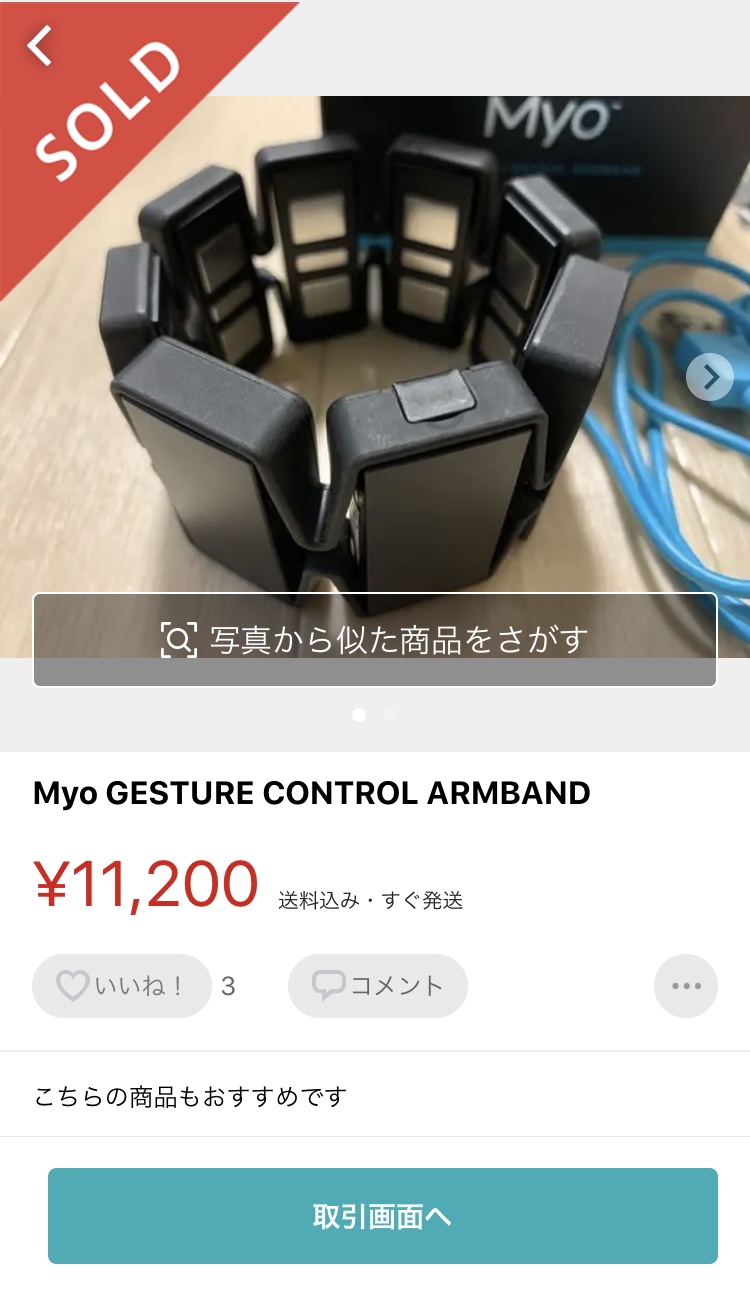 SOLD
Myo™
写真から似た商品をさがす
Myo GESTURE CONTROL ARMBAND
¥11,200 送料込み・すぐ発送
いいね！ 3 コメント
こちらの商品もおすすめです
取引画面へ